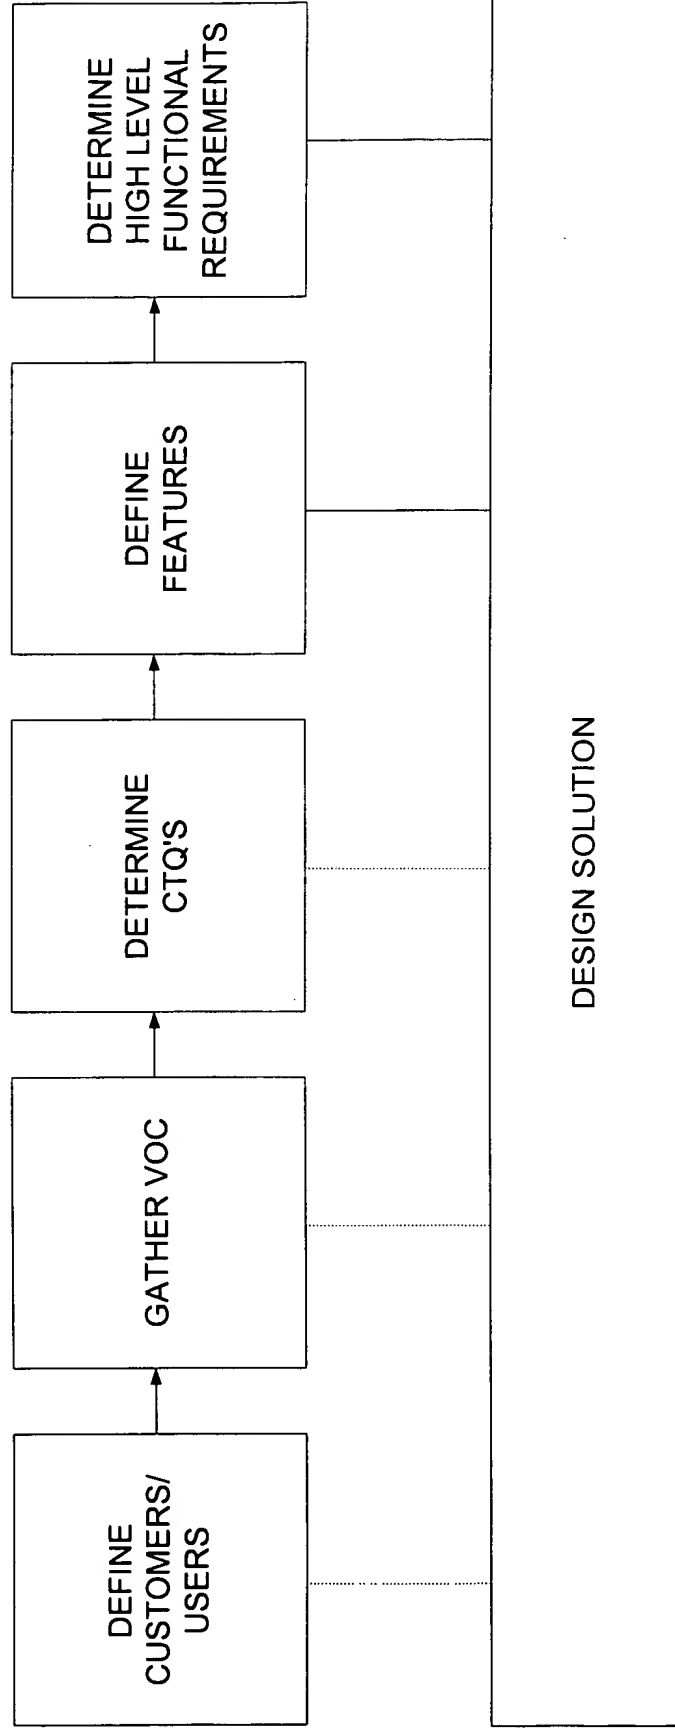 DEFINE
CUSTOMERS/
USERS
GATHER VOC
DETERMINE
CTQ'S
DEFINE
FEATURES
DETERMINE
HIGH LEVEL
FUNCTIONAL
REQUIREMENTS
DESIGN SOLUTION